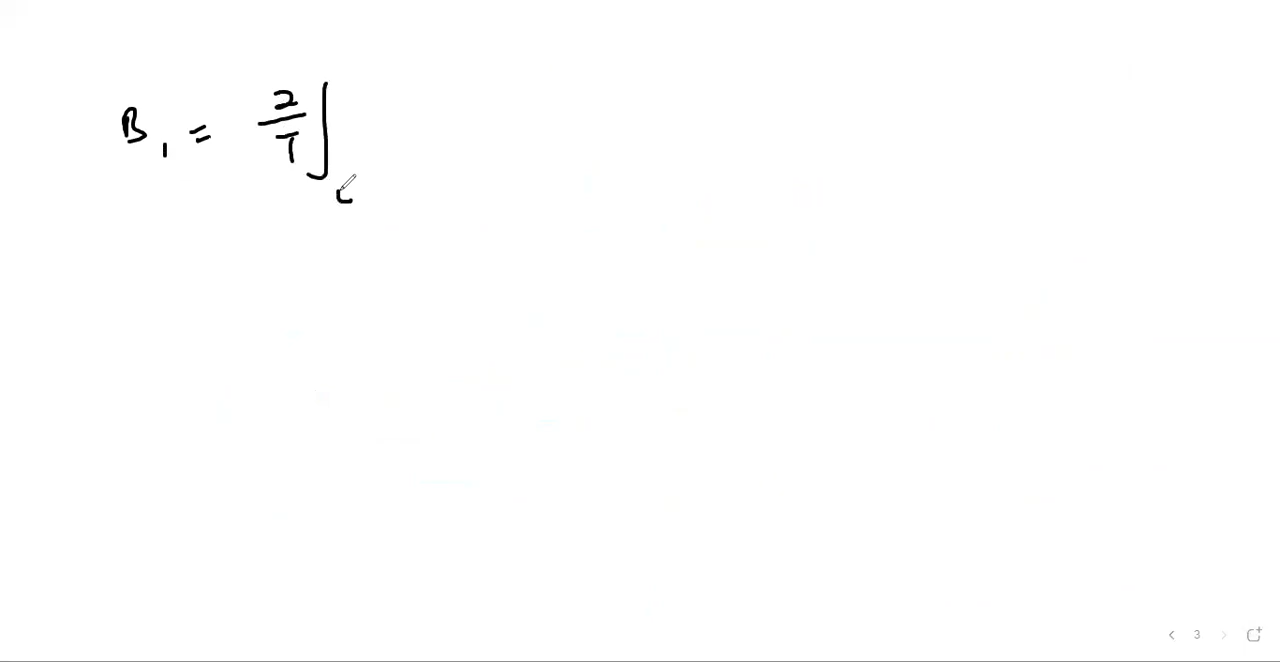 B₁ = 2/T ∫
3